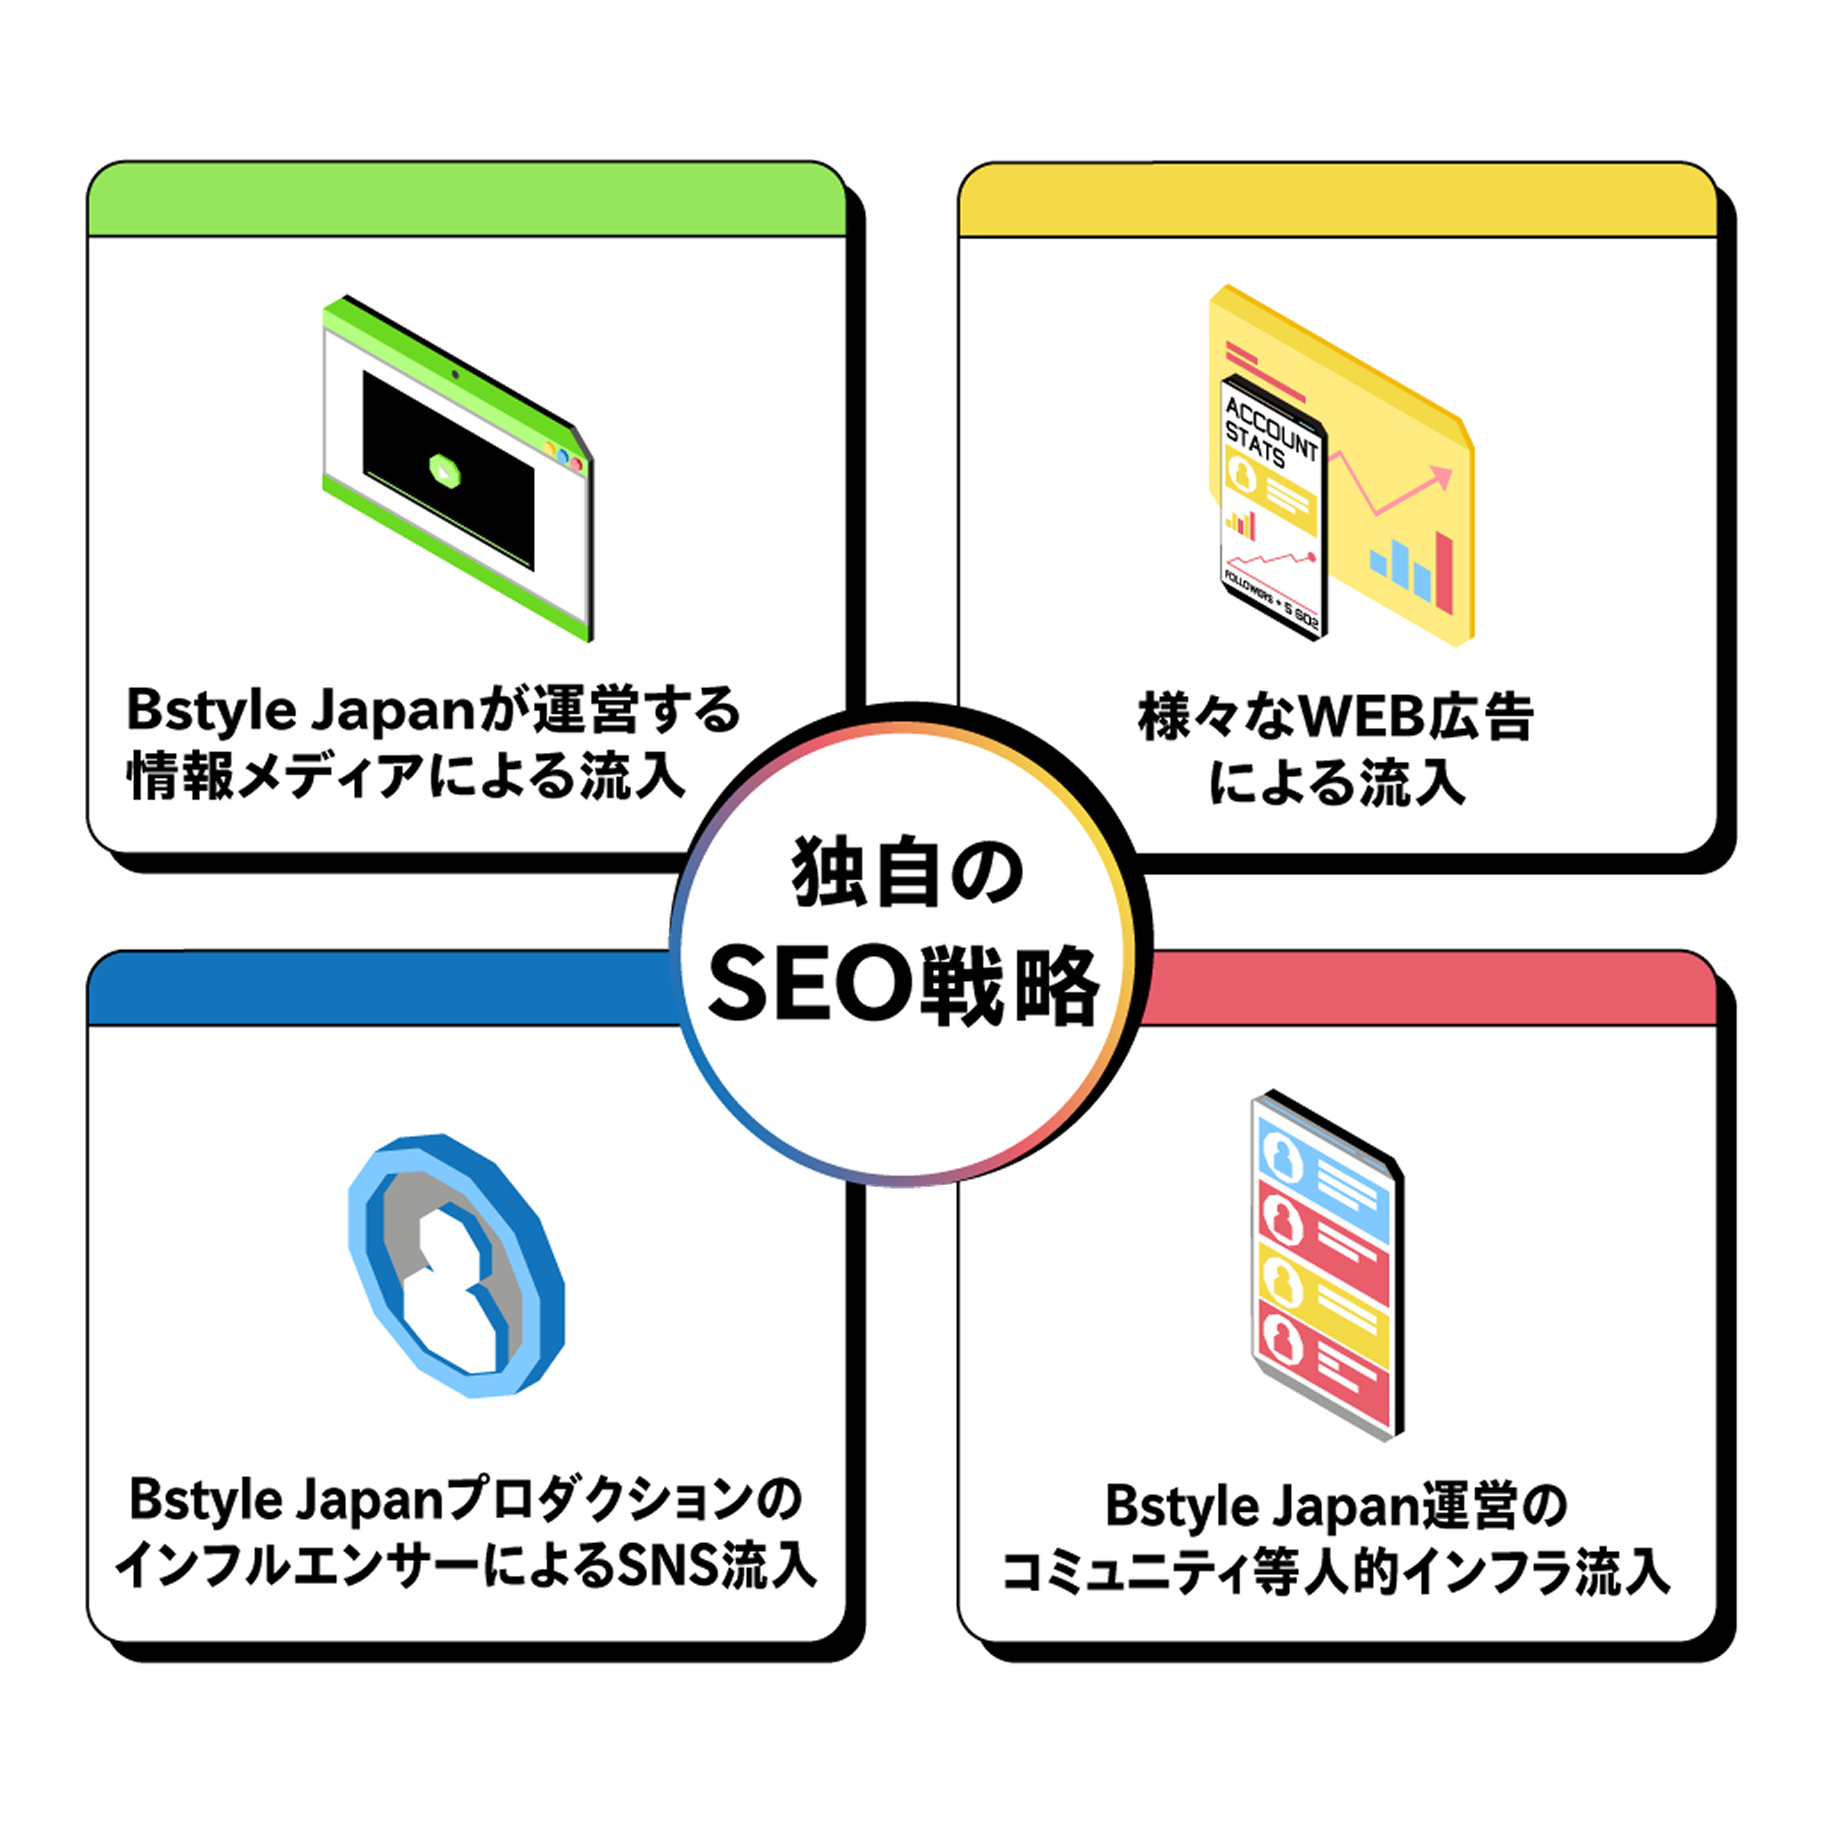 ACCOUNT
STATS
FOLLOWERS + 5 602
Bstyle Japanが運営する
情報メディアによる流入
様々なWEB広告
による流入
独自の
SEO戦略
Bstyle Japanプロダクションの
インフルエンサーによるSNS流入
Bstyle Japan運営の
コミュニティ等人的インフラ流入